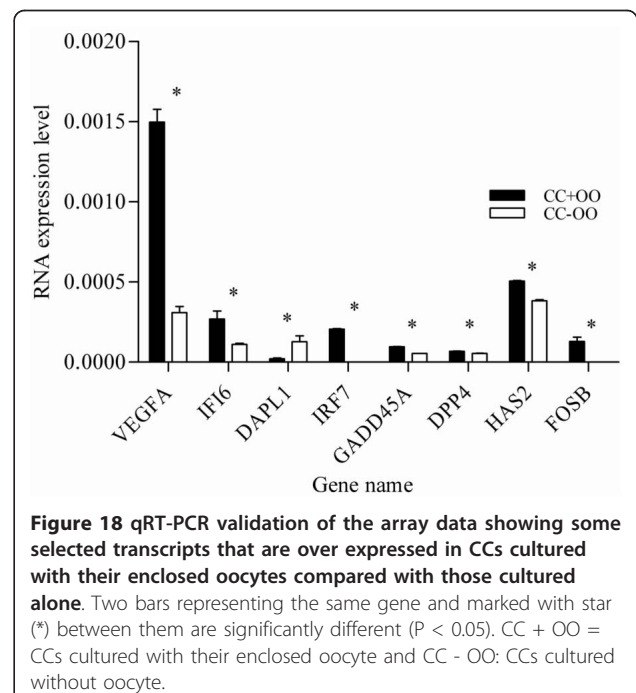 0.0020
0.0015
0.0010
0.0005
0.0000
RNA expression level
*
*
*
*
*
*
*
*
CC+OO
CC-OO
VEGFA
IFI6
DAPL1
IRF7
GADD45A
DPP4
HAS2
FOSB
Gene name
Figure 18 qRT-PCR validation of the array data showing some
selected transcripts that are over expressed in CCs cultured
with their enclosed oocytes compared with those cultured
alone. Two bars representing the same gene and marked with star
(*) between them are significantly different (P < 0.05). CC + OO =
CCs cultured with their enclosed oocyte and CC - OO: CCs cultured
without oocyte.